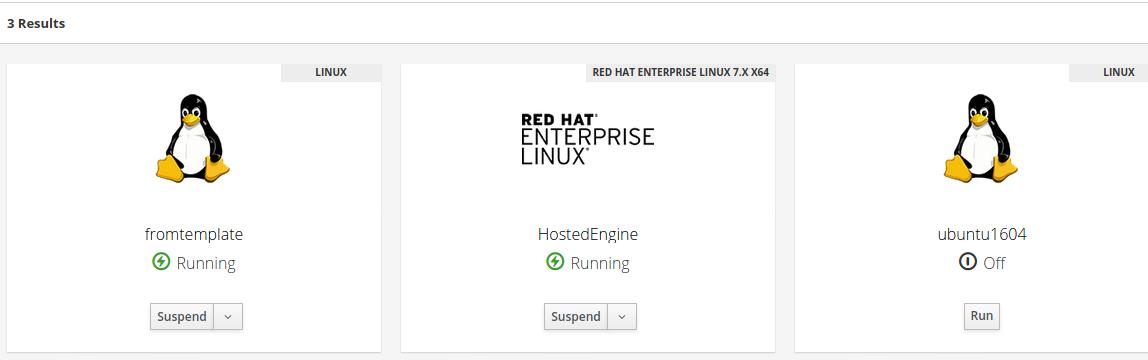 3 Results
LINUX
RED HAT®
ENTERPRISE
LINUX®
fromtemplate
Running
Suspend
RED HAT ENTERPRISE LINUX 7.X X64
HostedEngine
Running
Suspend
LINUX
ubuntu1604
Off
Run